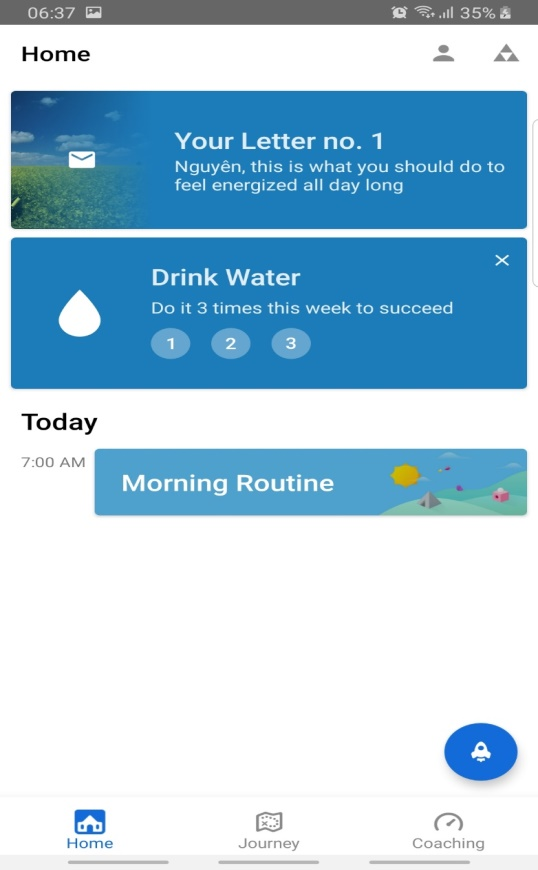 06:37 35%
Home
Your Letter no. 1
Nguyên, this is what you should do to
feel energized all day long
Drink Water
Do it 3 times this week to succeed
1 2 3
Today
7:00 AM Morning Routine
Home Journey Coaching